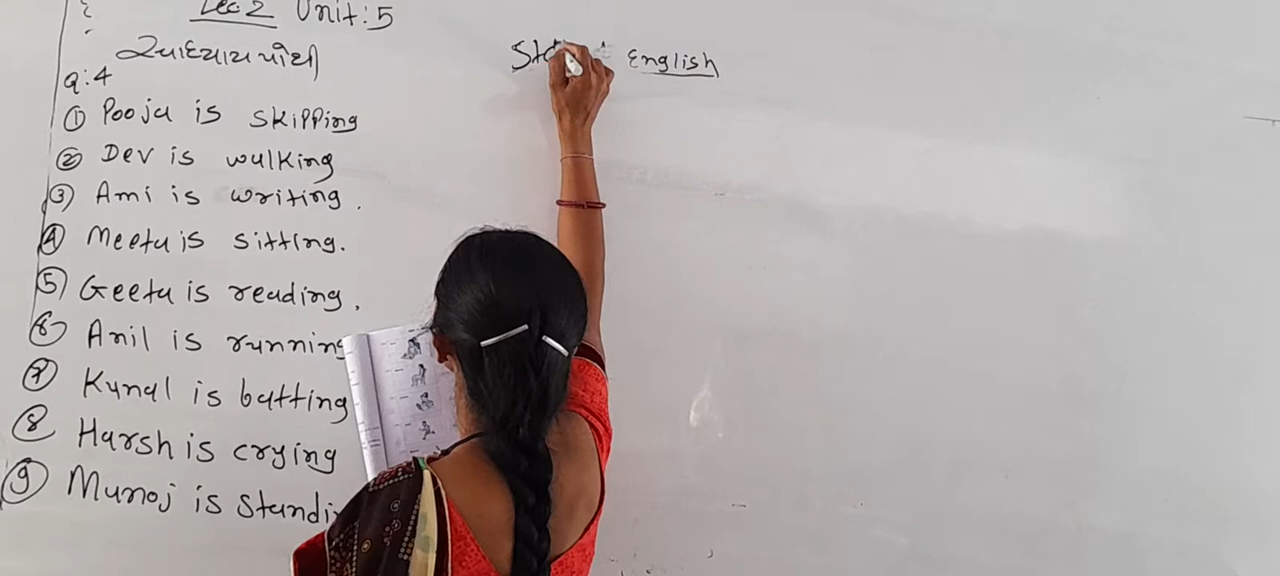 Lec 2 Unit:5
સ્વાધ્યાયપોથી
Q:4
① Pooja is skipping
② Dev is walking
③ Ami is writing.
④ Meeta is sitting.
⑤ Geeta is reading.
⑥ Anil is running
⑦ Kunal is batting
⑧ Harsh is crying
⑨ Manoj is standi
English